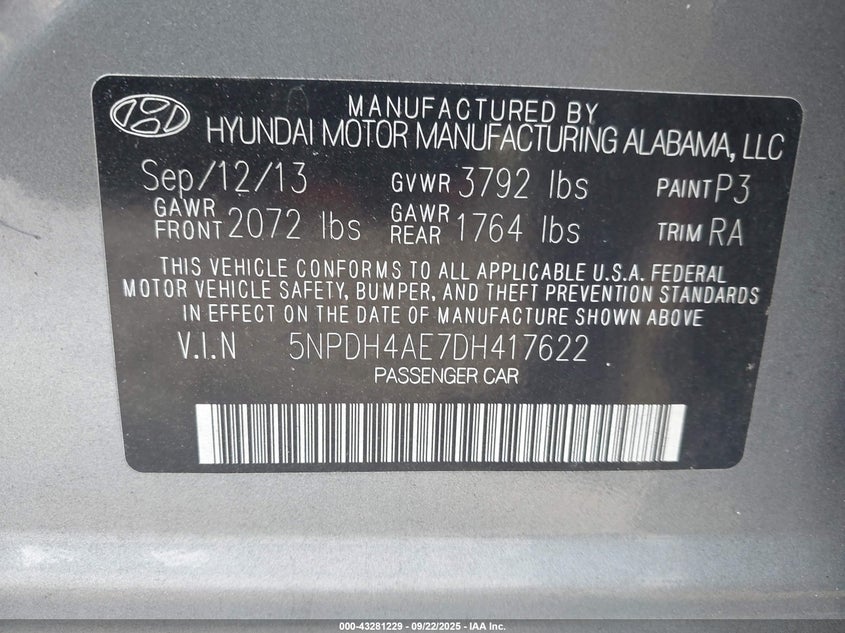 MANUFACTURED BY
HYUNDAI MOTOR MANUFACTURING ALABAMA, LLC
Sep/12/13 GVWR 3792 lbs PAINT P3
GAWR FRONT 2072 lbs GAWR REAR 1764 lbs TRIM RA
THIS VEHICLE CONFORMS TO ALL APPLICABLE U.S.A. FEDERAL
MOTOR VEHICLE SAFETY, BUMPER, AND THEFT PREVENTION STANDARDS
IN EFFECT ON THE DATE OF MANUFACTURE SHOWN ABOVE
V.I.N 5NPDH4AE7DH417622
PASSENGER CAR
000-43281229 - 09/22/2025 - IAA Inc.